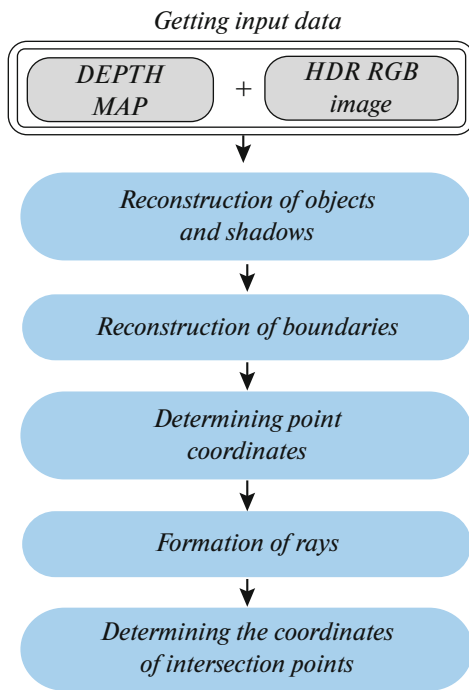 Getting input data
DEPTH
MAP
+
HDR RGB
image
Reconstruction of objects
and shadows
Reconstruction of boundaries
Determining point
coordinates
Formation of rays
Determining the coordinates
of intersection points